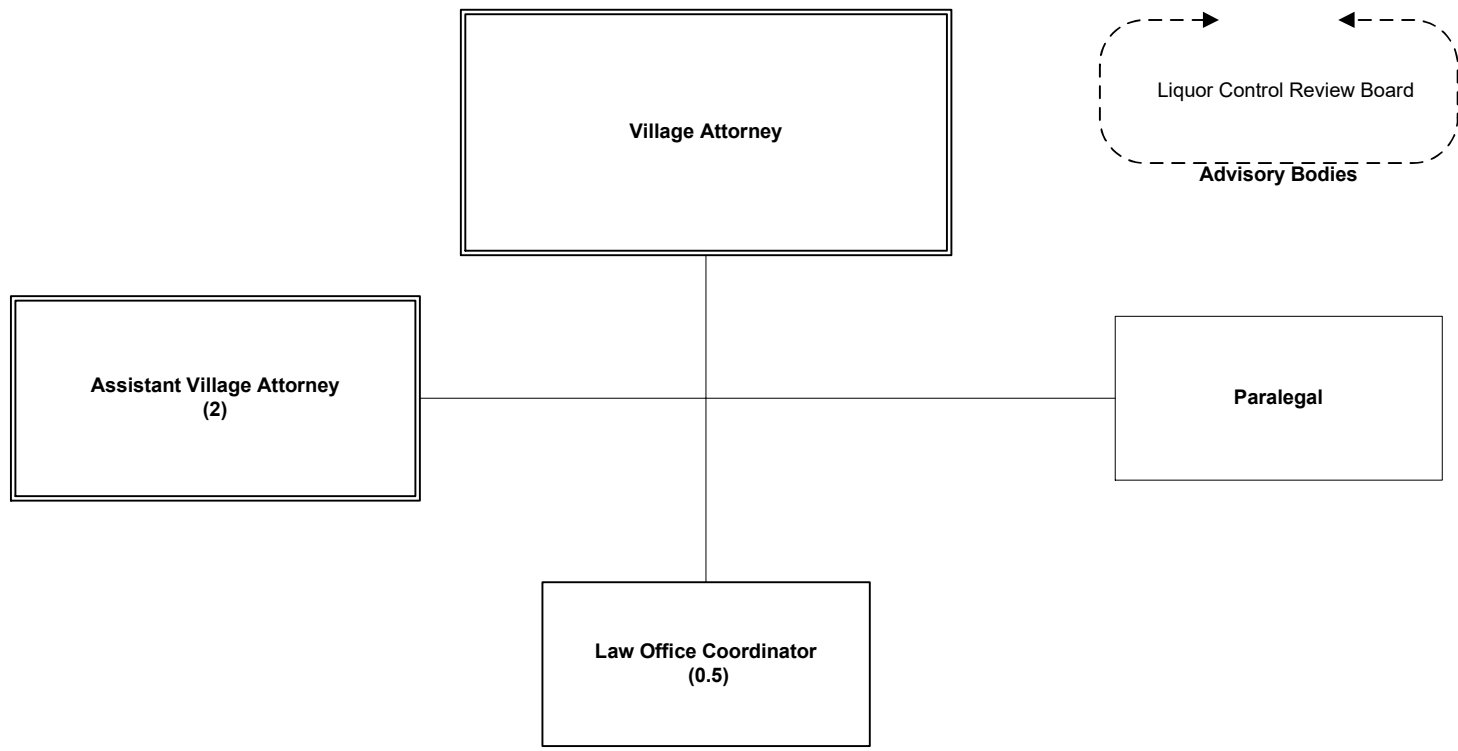 Village Attorney
Liquor Control Review Board
Advisory Bodies
Assistant Village Attorney
(2)
Paralegal
Law Office Coordinator
(0.5)